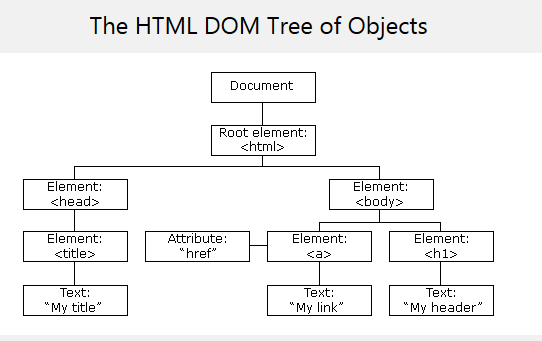 The HTML DOM Tree of Objects
Document
Root element:
<html>
Element:
<head>
Element:
<body>
Element:
<title>
Attribute:
“href”
Element:
<a>
Element:
<h1>
Text:
“My title”
Text:
“My link”
Text:
“My header”